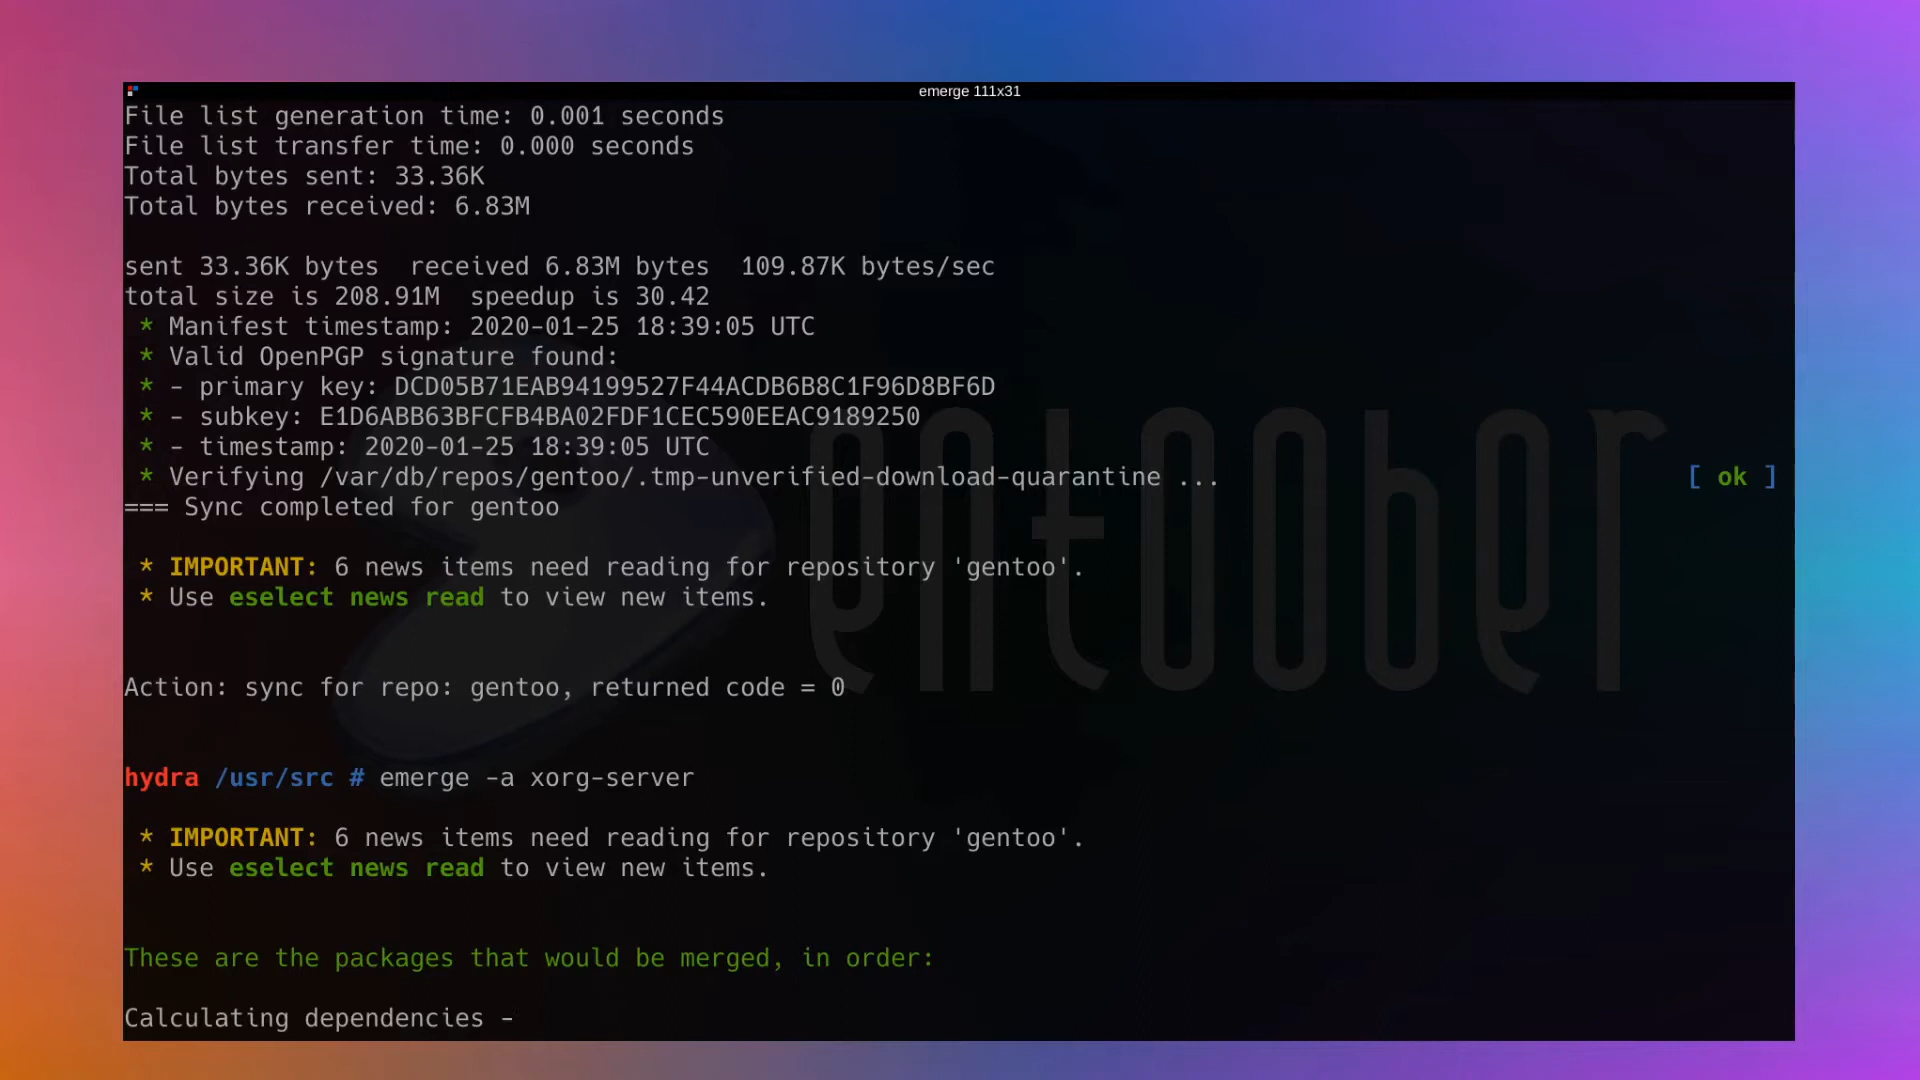 emerge 111x31
File list generation time: 0.001 seconds
File list transfer time: 0.000 seconds
Total bytes sent: 33.36K
Total bytes received: 6.83M
sent 33.36K bytes  received 6.83M bytes  109.87K bytes/sec
total size is 208.91M  speedup is 30.42
 * Manifest timestamp: 2020-01-25 18:39:05 UTC
 * Valid OpenPGP signature found:
 * - primary key: DCD05B71EAB94199527F44ACDB6B8C1F96D8BF6D
 * - subkey: E1D6ABB63BFCFB4BA02FDF1CEC590EEAC9189250
 * - timestamp: 2020-01-25 18:39:05 UTC
 * Verifying /var/db/repos/gentoo/.tmp-unverified-download-quarantine ... [ ok ]
=== Sync completed for gentoo
 * IMPORTANT: 6 news items need reading for repository 'gentoo'.
 * Use eselect news read to view new items.
Action: sync for repo: gentoo, returned code = 0
hydra /usr/src # emerge -a xorg-server
 * IMPORTANT: 6 news items need reading for repository 'gentoo'.
 * Use eselect news read to view new items.
These are the packages that would be merged, in order:
Calculating dependencies -
entoober